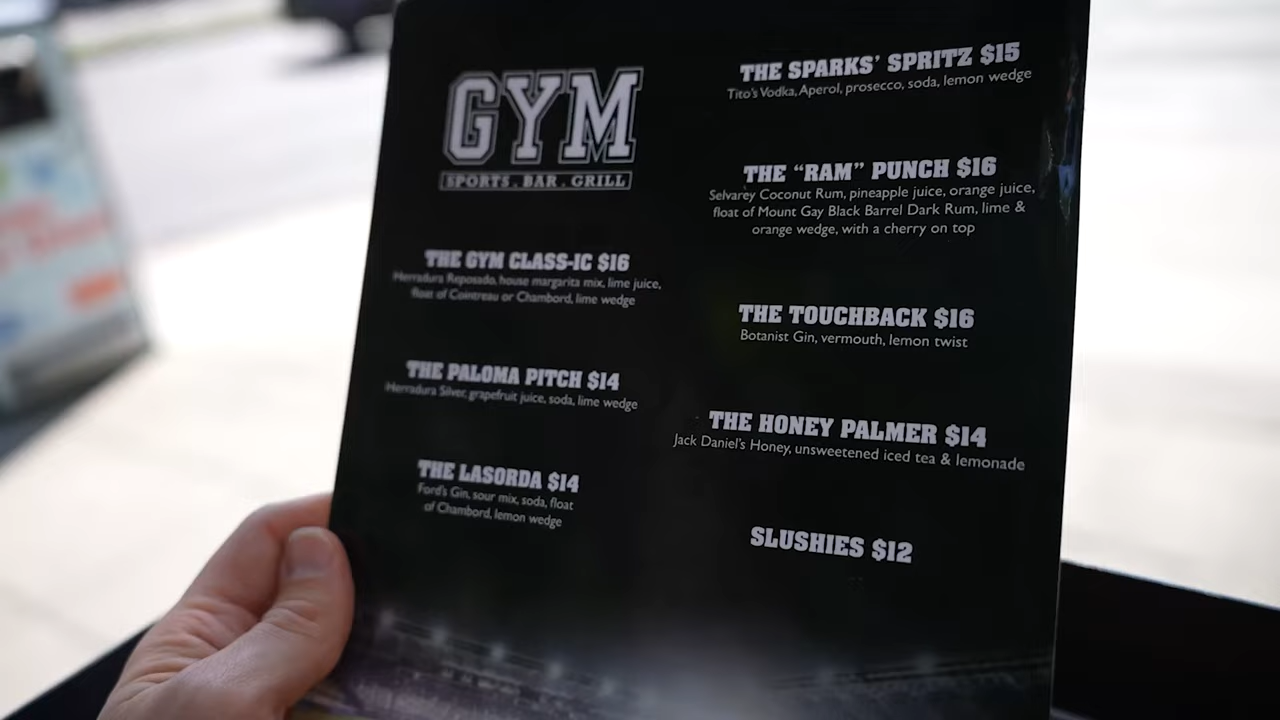 GYM
SPORTS . BAR . GRILL
THE GYM CLASS-IC $16
Herradura Reposado, house margarita mix, lime juice,
float of Cointreau or Chambord, lime wedge
THE PALOMA PITCH $14
Herradura Silver, grapefruit juice, soda, lime wedge
THE LASORDA $14
Ford's Gin, sour mix, soda, float
of Chambord, lemon wedge
THE SPARKS' SPRITZ $15
Tito's Vodka, Aperol, prosecco, soda, lemon wedge
THE “RAM” PUNCH $16
Selvarey Coconut Rum, pineapple juice, orange juice,
float of Mount Gay Black Barrel Dark Rum, lime &
orange wedge, with a cherry on top
THE TOUCHBACK $16
Botanist Gin, vermouth, lemon twist
THE HONEY PALMER $14
Jack Daniel's Honey, unsweetened iced tea & lemonade
SLUSHIES $12